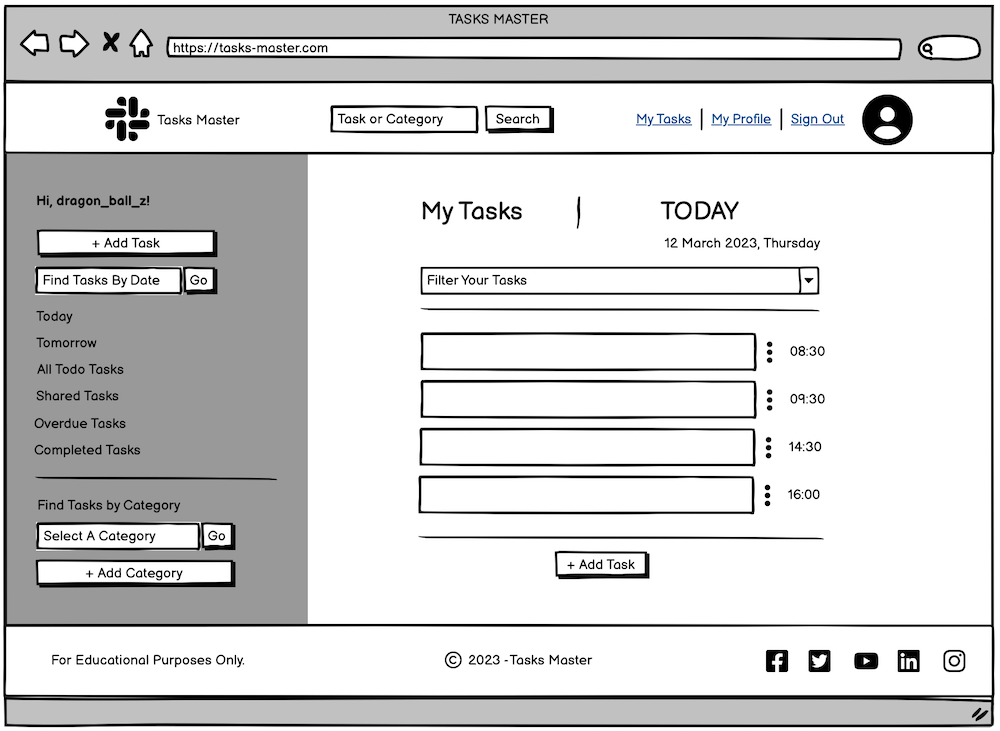 TASKS MASTER
https://tasks-master.com
Tasks Master
Task or Category
Search
My Tasks
My Profile
Sign Out
Hi, dragon_ball_z!
+ Add Task
Find Tasks By Date
Go
Today
Tomorrow
All Todo Tasks
Shared Tasks
Overdue Tasks
Completed Tasks
Find Tasks by Category
Select A Category
Go
+ Add Category
My Tasks
TODAY
12 March 2023, Thursday
Filter Your Tasks
08:30
09:30
14:30
16:00
+ Add Task
For Educational Purposes Only.
© 2023 -Tasks Master